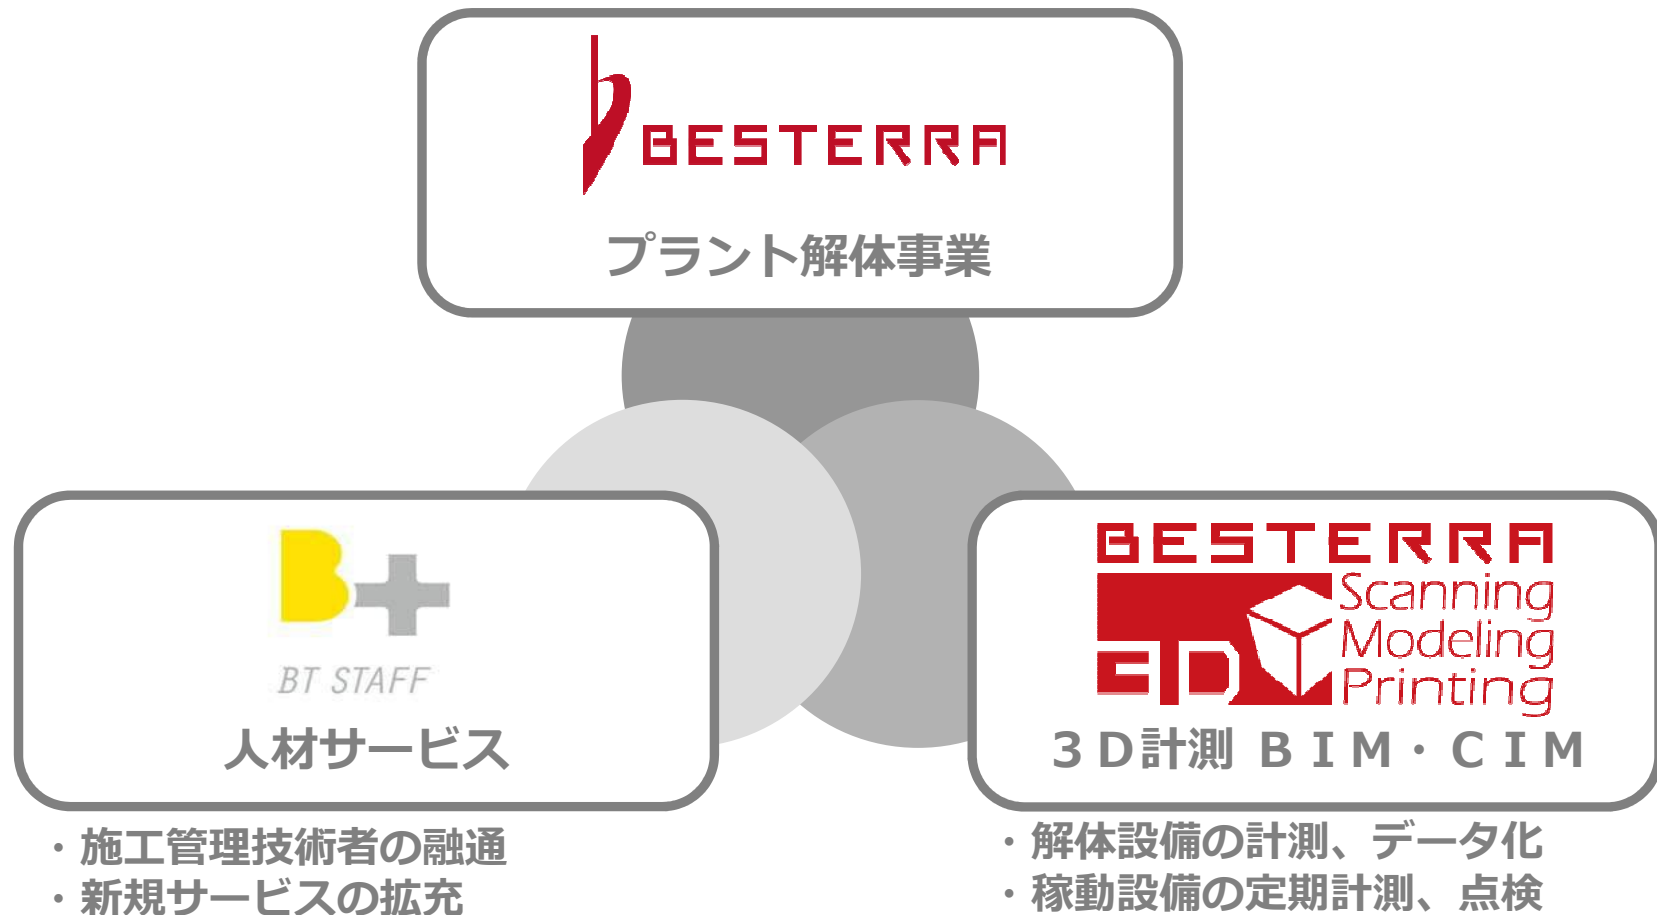 BESTERRA
プラント解体事業
B+
BT STAFF
人材サービス
・施工管理技術者の融通
・新規サービスの拡充
BESTERRA
3D
Scanning
Modeling
Printing
３Ｄ計測 ＢＩＭ・ＣＩＭ
・解体設備の計測、データ化
・稼動設備の定期計測、点検